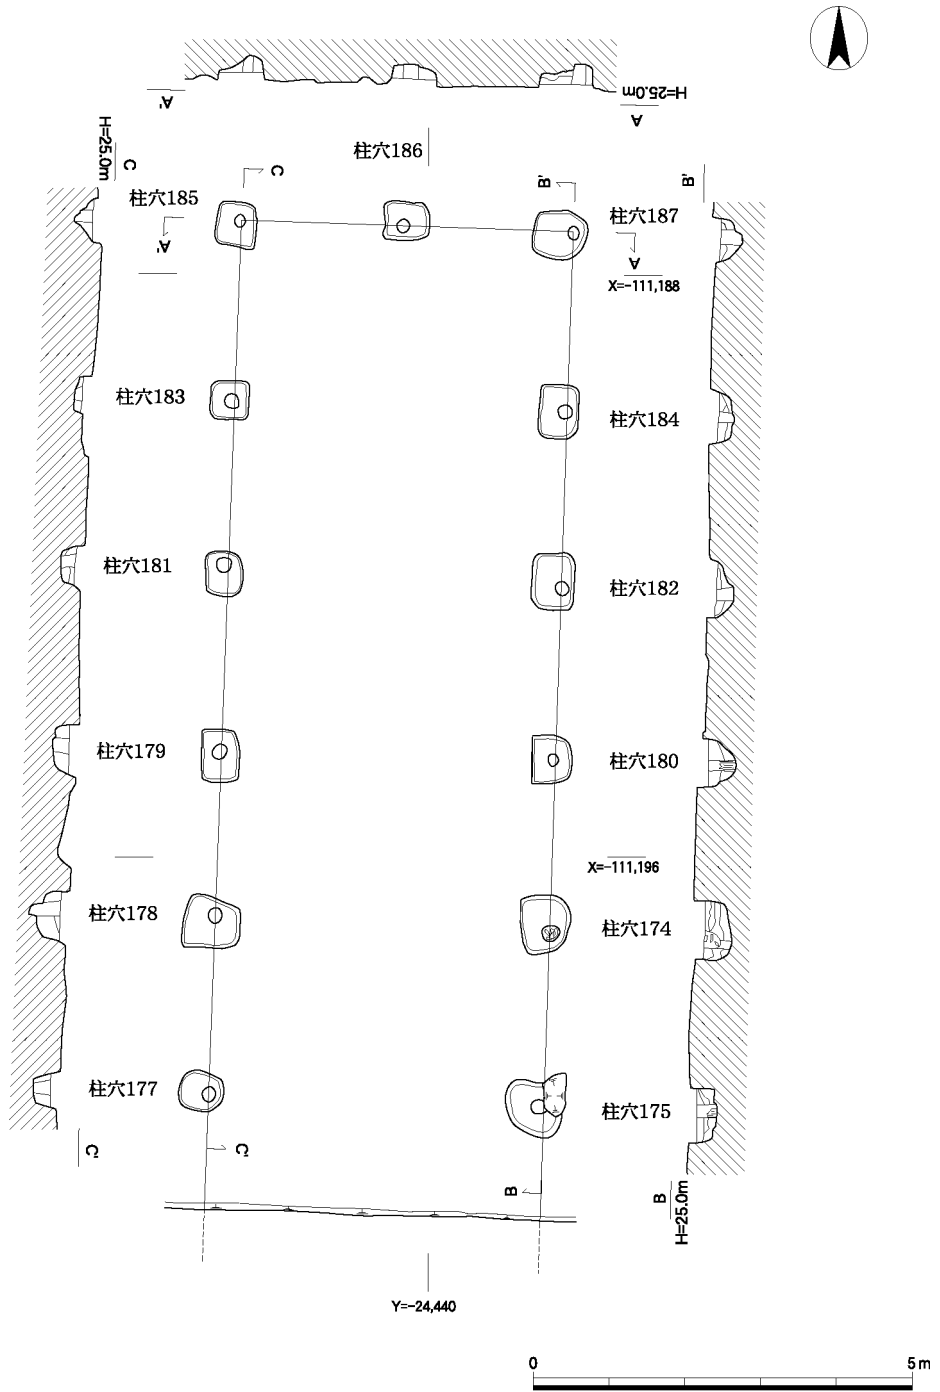 A'
A
H=25.0m
H=25.0m
C
柱穴186
C
B'
B'
柱穴185
柱穴187
A'
A
X=-111,188
柱穴183
柱穴184
柱穴181
柱穴182
柱穴179
柱穴180
X=-111,196
柱穴178
柱穴174
柱穴177
柱穴175
C'
C'
B
B
H=25.0m
Y=-24,440
0
5m